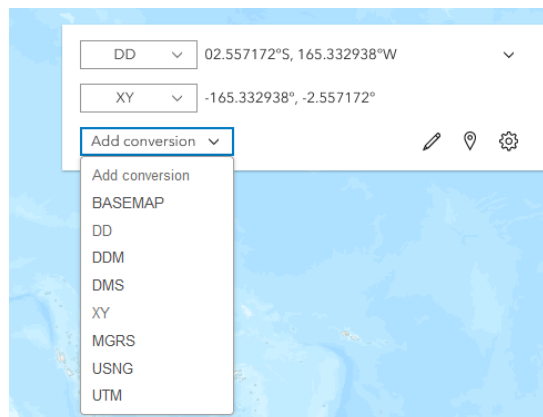 DD 02.557172°S, 165.332938°W
XY -165.332938°, -2.557172°
Add conversion
Add conversion
BASEMAP
DD
DDM
DMS
XY
MGRS
USNG
UTM